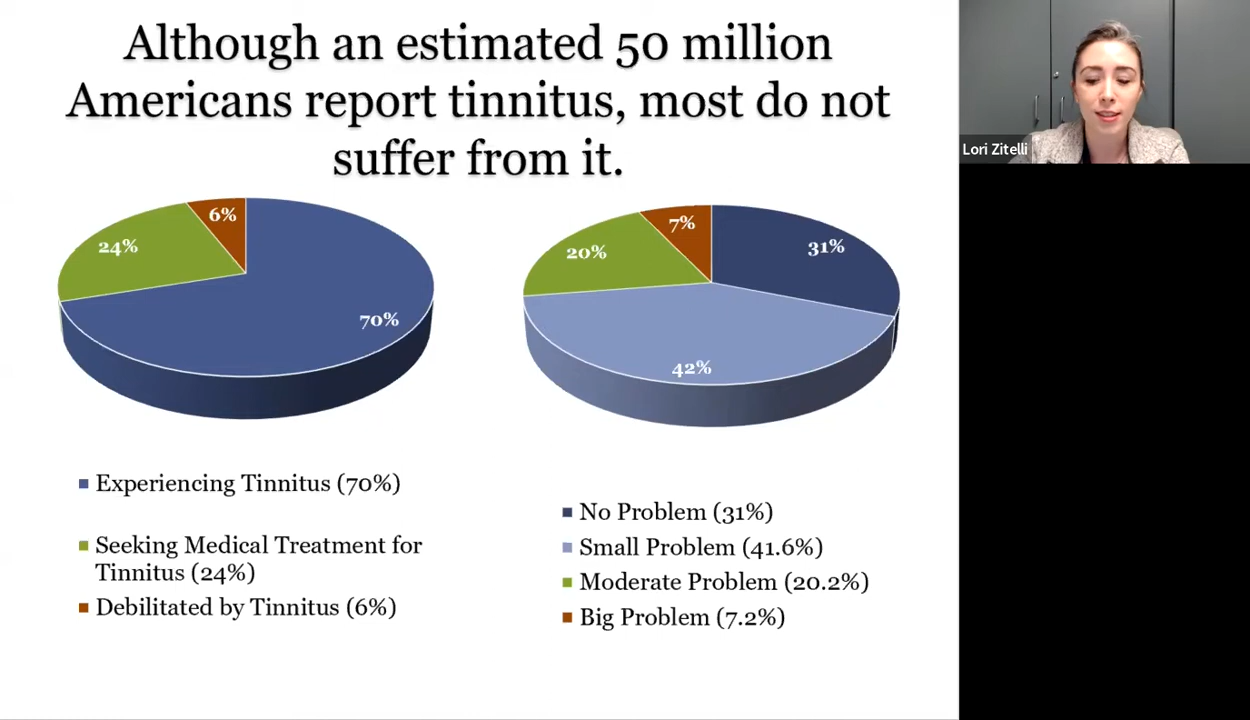 Although an estimated 50 million
Americans report tinnitus, most do not
suffer from it.
Lori Zitelli
6%
24%
70%
7%
31%
20%
42%
Experiencing Tinnitus (70%)
Seeking Medical Treatment for
Tinnitus (24%)
Debilitated by Tinnitus (6%)
No Problem (31%)
Small Problem (41.6%)
Moderate Problem (20.2%)
Big Problem (7.2%)